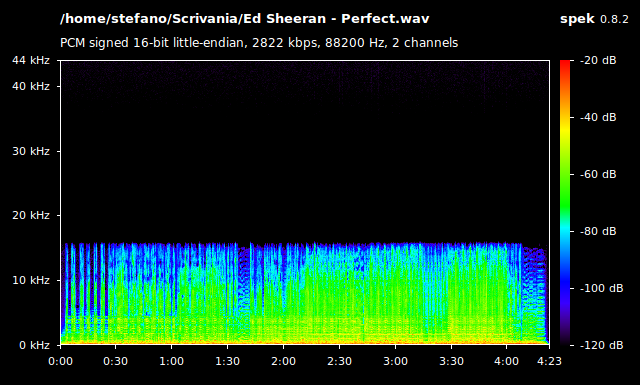 /home/stefano/Scrivania/Ed Sheeran - Perfect.wav
spek 0.8.2
PCM signed 16-bit little-endian, 2822 kbps, 88200 Hz, 2 channels
44 kHz
40 kHz
30 kHz
20 kHz
10 kHz
0 kHz
0:00 0:30 1:00 1:30 2:00 2:30 3:00 3:30 4:00 4:23
-20 dB
-40 dB
-60 dB
-80 dB
-100 dB
-120 dB